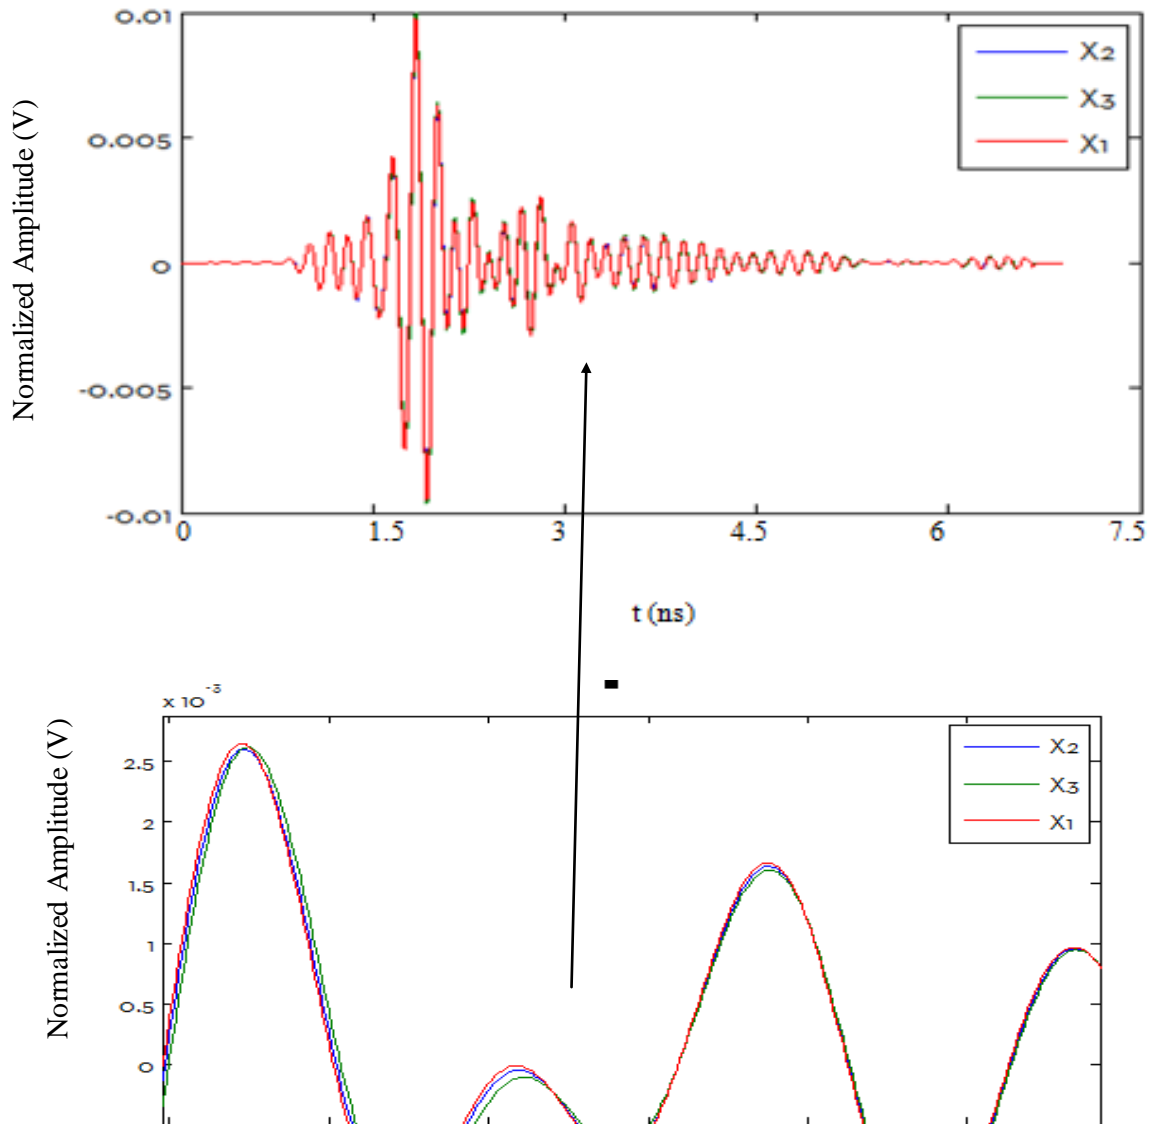 Normalized Amplitude (V)
0.01
0.005
0
-0.005
-0.01
X2
X3
X1
0 1.5 3 4.5 6 7.5
t (ns)
x 10-3
Normalized Amplitude (V)
2.5
2
1.5
1
0.5
0
X2
X3
X1